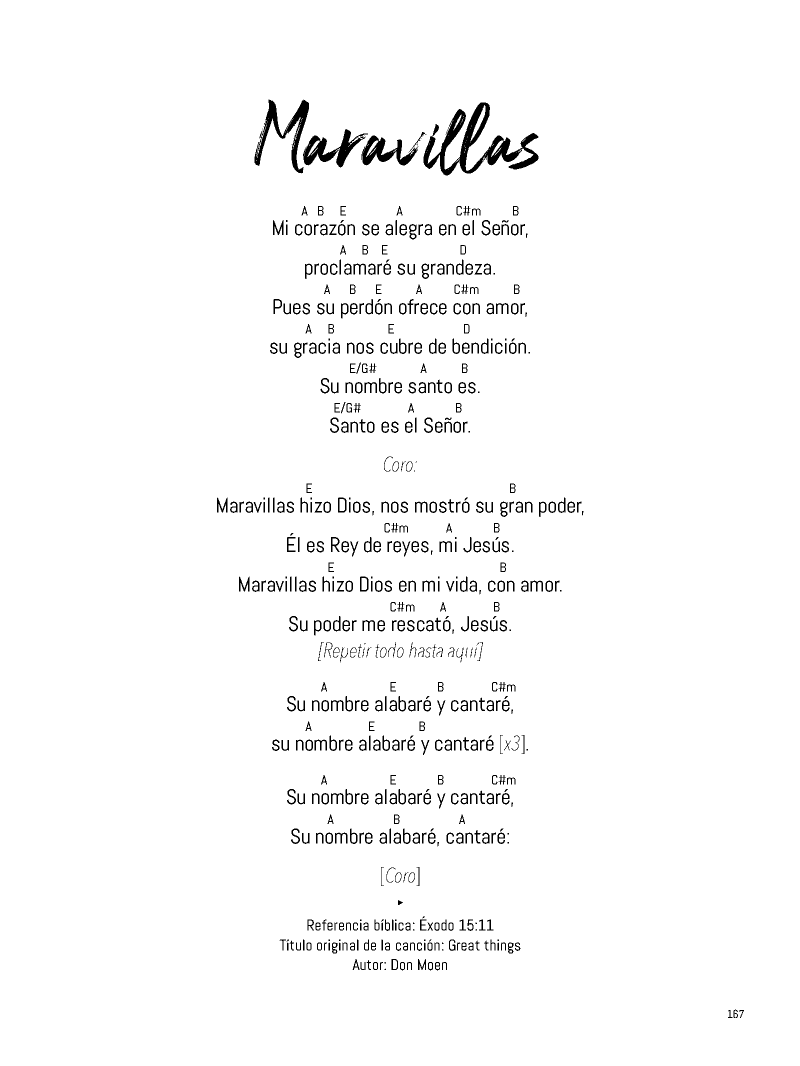 Maravillas
A B E A C#m B
Mi corazón se alegra en el Señor,
A B E D
proclamaré su grandeza.
A B E A C#m B
Pues su perdón ofrece con amor,
A B E D
su gracia nos cubre de bendición.
E/G# A B
Su nombre santo es.
E/G# A B
Santo es el Señor.
Coro:
E B
Maravillas hizo Dios, nos mostró su gran poder,
C#m A B
Él es Rey de reyes, mi Jesús.
E B
Maravillas hizo Dios en mi vida, con amor.
C#m A B
Su poder me rescató, Jesús.
[Repetir todo hasta aquí]
A E B C#m
Su nombre alabaré y cantaré,
A E B
su nombre alabaré y cantaré [x3].
A E B C#m
Su nombre alabaré y cantaré,
A B A
Su nombre alabaré, cantaré:
[Coro]
Referencia bíblica: Éxodo 15:11
Título original de la canción: Great things
Autor: Don Moen
167